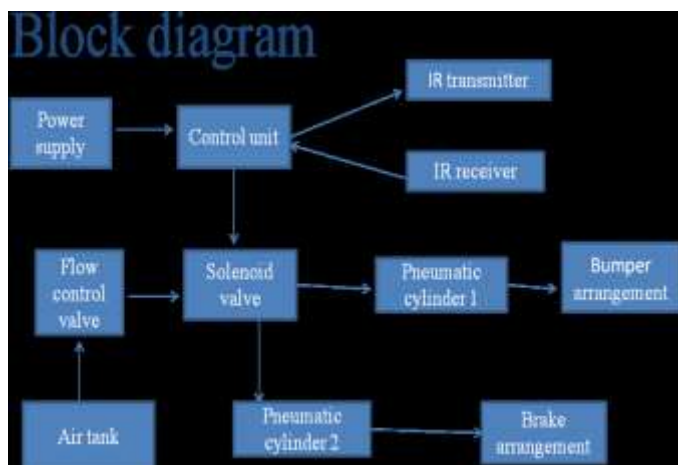 Block diagram
IR transmitter
Power
supply
Control unit
IR receiver
Flow
control
valve
Solenoid
valve
Pneumatic
cylinder 1
Bumper
arrangement
Air tank
Pneumatic
cylinder 2
Brake
arrangement